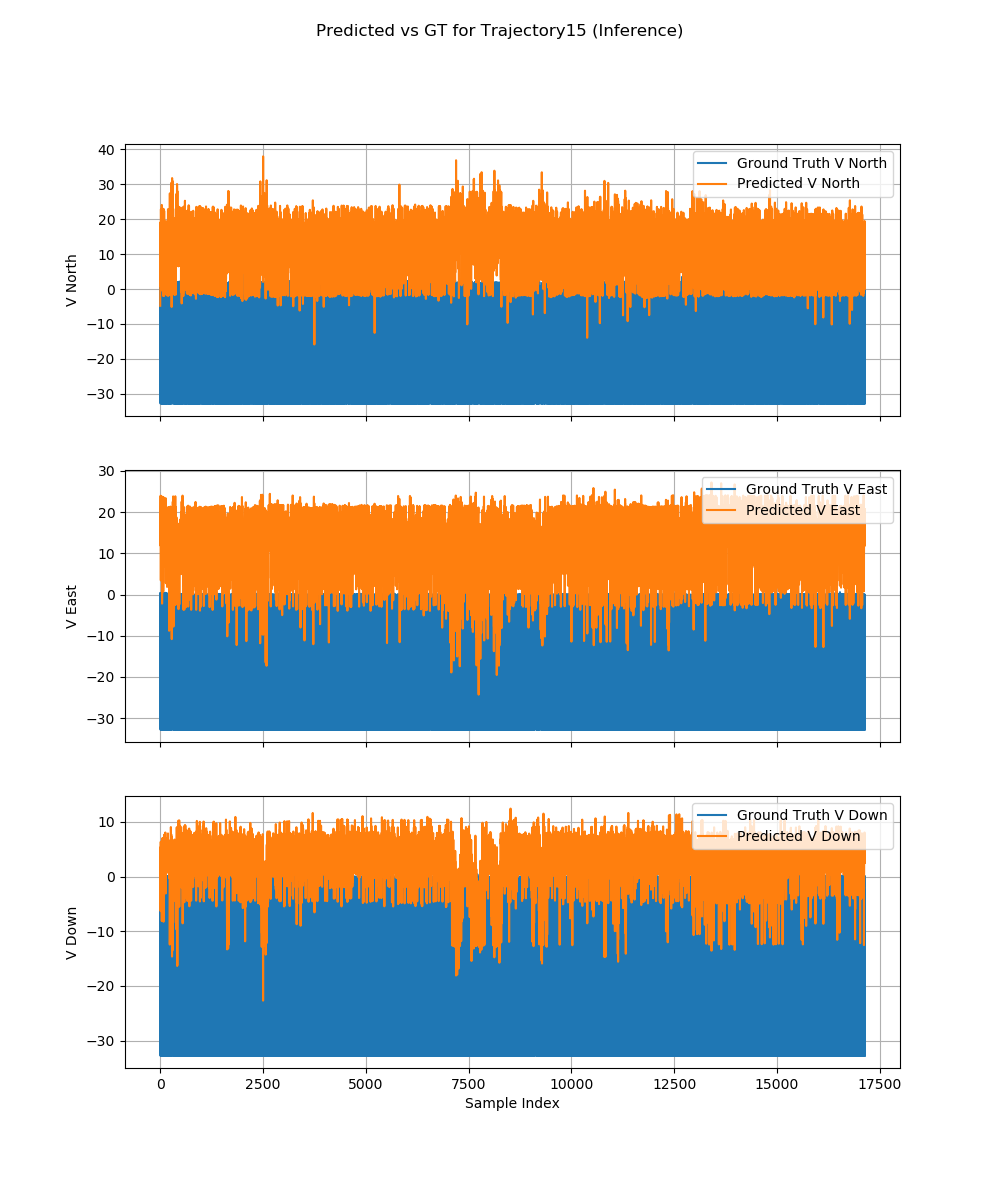 Predicted vs GT for Trajectory15 (Inference)
40
30
20
10
0
−10
−20
−30
V North
Ground Truth V North
Predicted V North
30
20
10
0
−10
−20
−30
V East
Ground Truth V East
Predicted V East
10
0
−10
−20
−30
V Down
Ground Truth V Down
Predicted V Down
0 2500 5000 7500 10000 12500 15000 17500
Sample Index